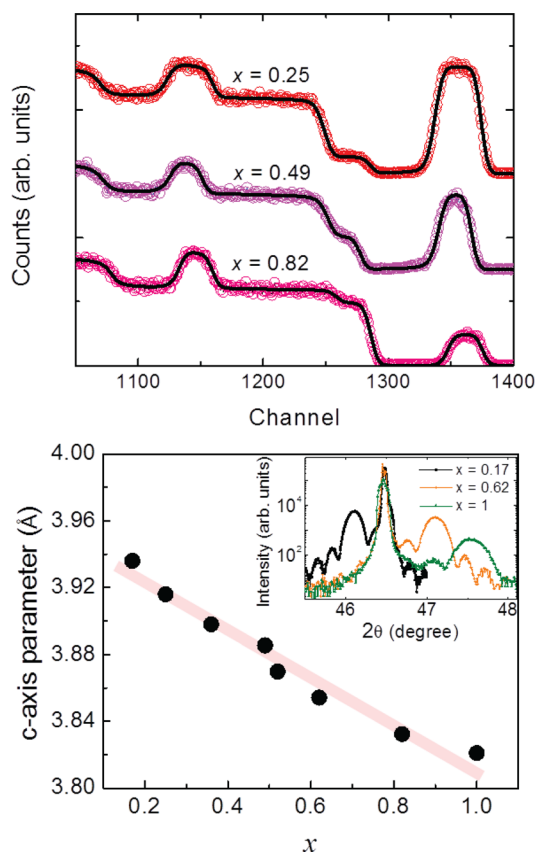 x = 0.25
x = 0.49
x = 0.82
Counts (arb. units)
1100 1200 1300 1400
Channel
4.00
3.96
3.92
3.88
3.84
3.80
c-axis parameter (Å)
0.2 0.4 0.6 0.8 1.0
x
Intensity (arb. units)
10⁴
10²
x = 0.17
x = 0.62
x = 1
46 47 48
2θ (degree)